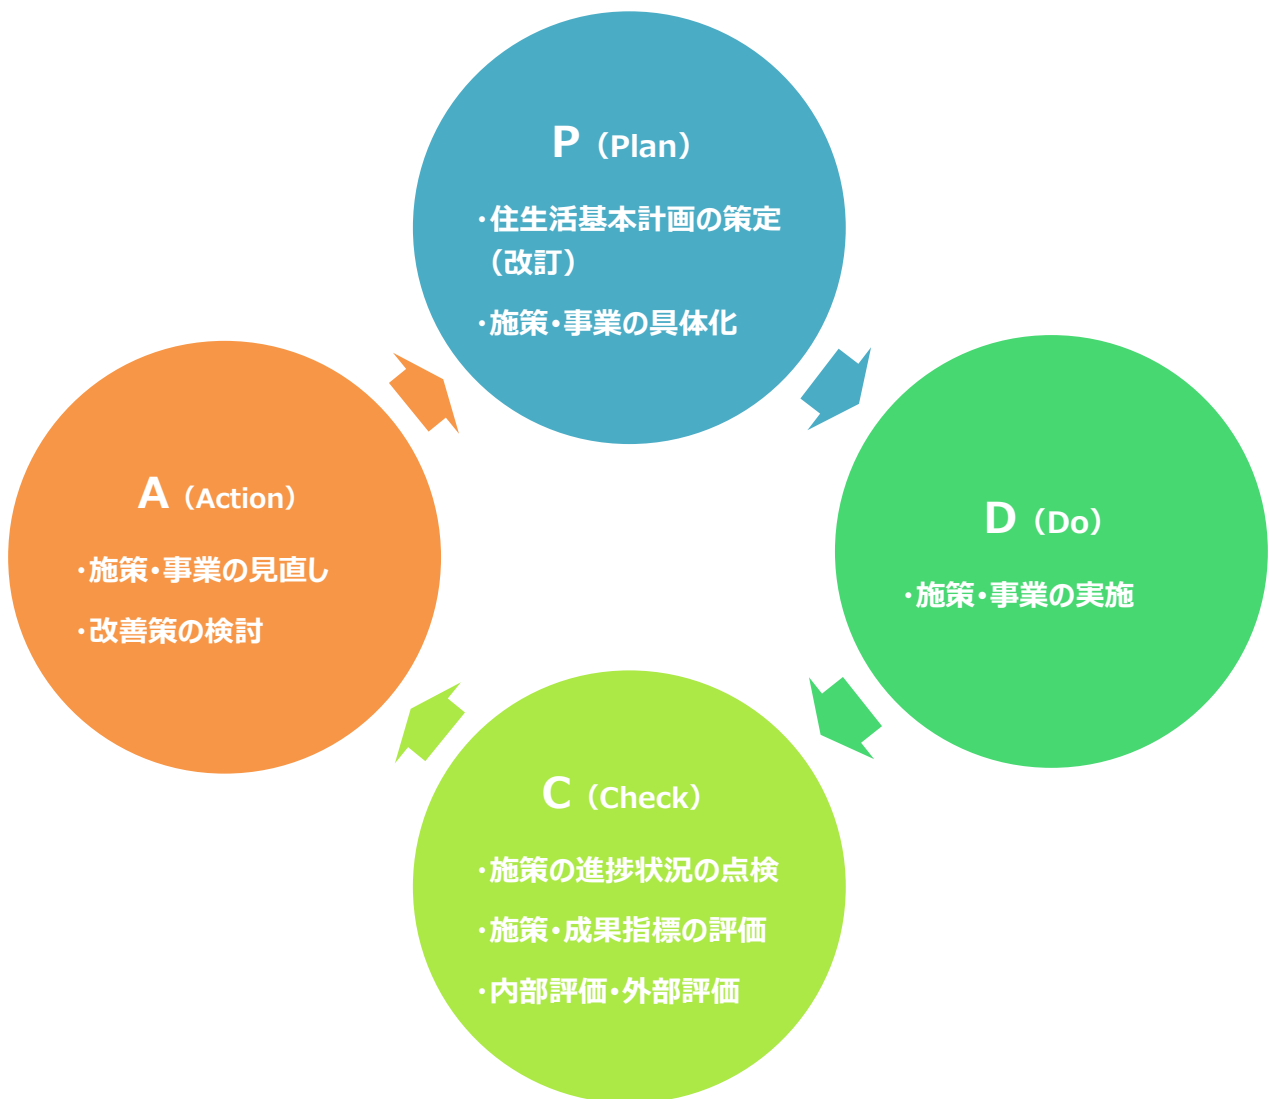 P（Plan）
・住生活基本計画の策定
（改訂）
・施策・事業の具体化
D（Do）
・施策・事業の実施
C（Check）
・施策の進捗状況の点検
・施策・成果指標の評価
・内部評価・外部評価
A（Action）
・施策・事業の見直し
・改善策の検討